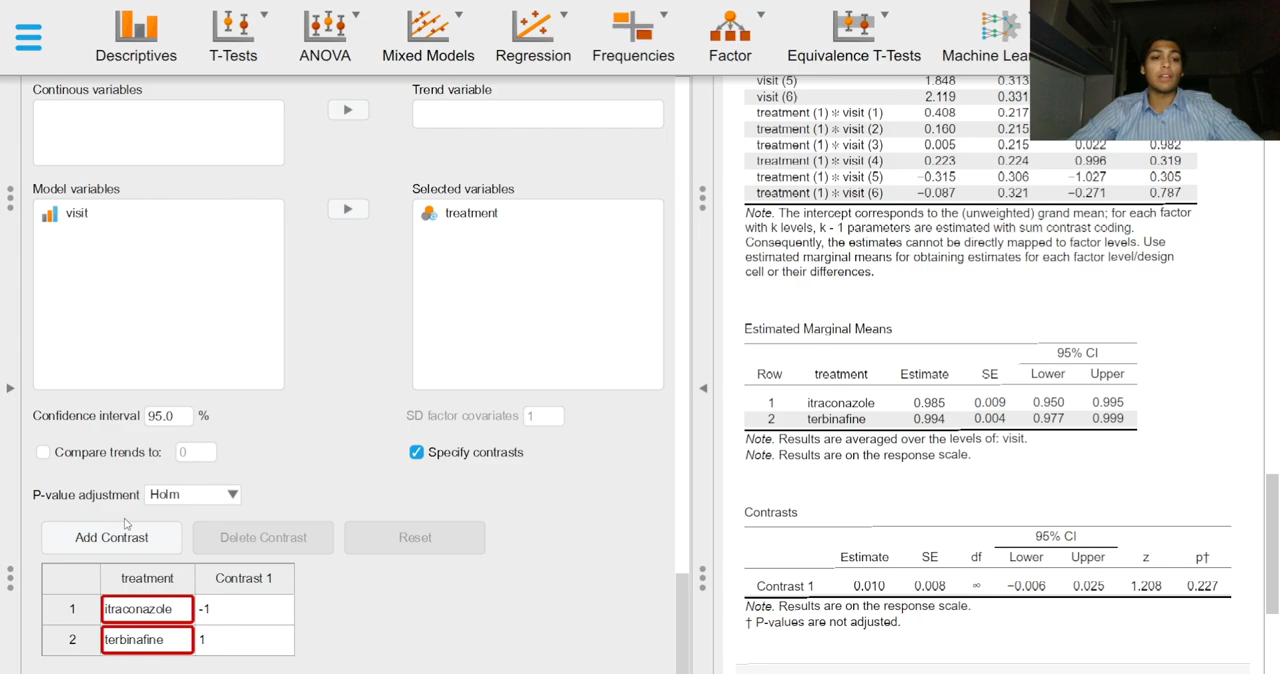 Descriptives T-Tests ANOVA Mixed Models Regression Frequencies Factor Equivalence T-Tests Machine Lea
Continous variables
Trend variable
Model variables
Selected variables
visit
treatment
Confidence interval 95.0 %
SD factor covariates 1
Compare trends to: 0
Specify contrasts
P-value adjustment Holm
Add Contrast Delete Contrast Reset
treatment Contrast 1
1 itraconazole -1
2 terbinafine 1
visit (5) 1.848 0.313
visit (6) 2.119 0.331
treatment (1) ∗ visit (1) 0.408 0.217
treatment (1) ∗ visit (2) 0.160 0.215
treatment (1) ∗ visit (3) 0.005 0.215 0.022 0.982
treatment (1) ∗ visit (4) 0.223 0.224 0.996 0.319
treatment (1) ∗ visit (5) −0.315 0.306 −1.027 0.305
treatment (1) ∗ visit (6) −0.087 0.321 −0.271 0.787
Note. The intercept corresponds to the (unweighted) grand mean; for each factor
with k levels, k - 1 parameters are estimated with sum contrast coding.
Consequently, the estimates cannot be directly mapped to factor levels. Use
estimated marginal means for obtaining estimates for each factor level/design
cell or their differences.
Estimated Marginal Means
95% CI
Row treatment Estimate SE Lower Upper
1 itraconazole 0.985 0.009 0.950 0.995
2 terbinafine 0.994 0.004 0.977 0.999
Note. Results are averaged over the levels of: visit.
Note. Results are on the response scale.
Contrasts
95% CI
Estimate SE df Lower Upper z p†
Contrast 1 0.010 0.008 ∞ −0.006 0.025 1.208 0.227
Note. Results are on the response scale.
† P-values are not adjusted.